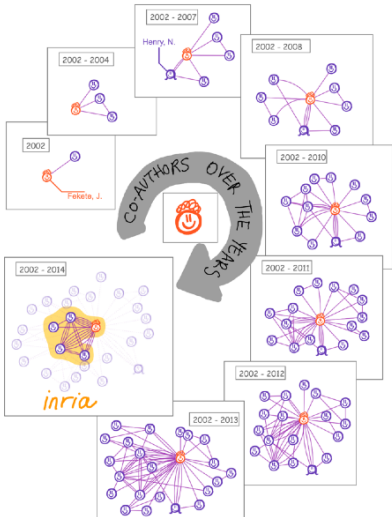 2002
Fekete, J.
2002 - 2004
2002 - 2007
Henry, N.
2002 - 2008
2002 - 2010
2002 - 2011
2002 - 2012
2002 - 2013
2002 - 2014
inria
CO-AUTHORS OVER THE YEARS